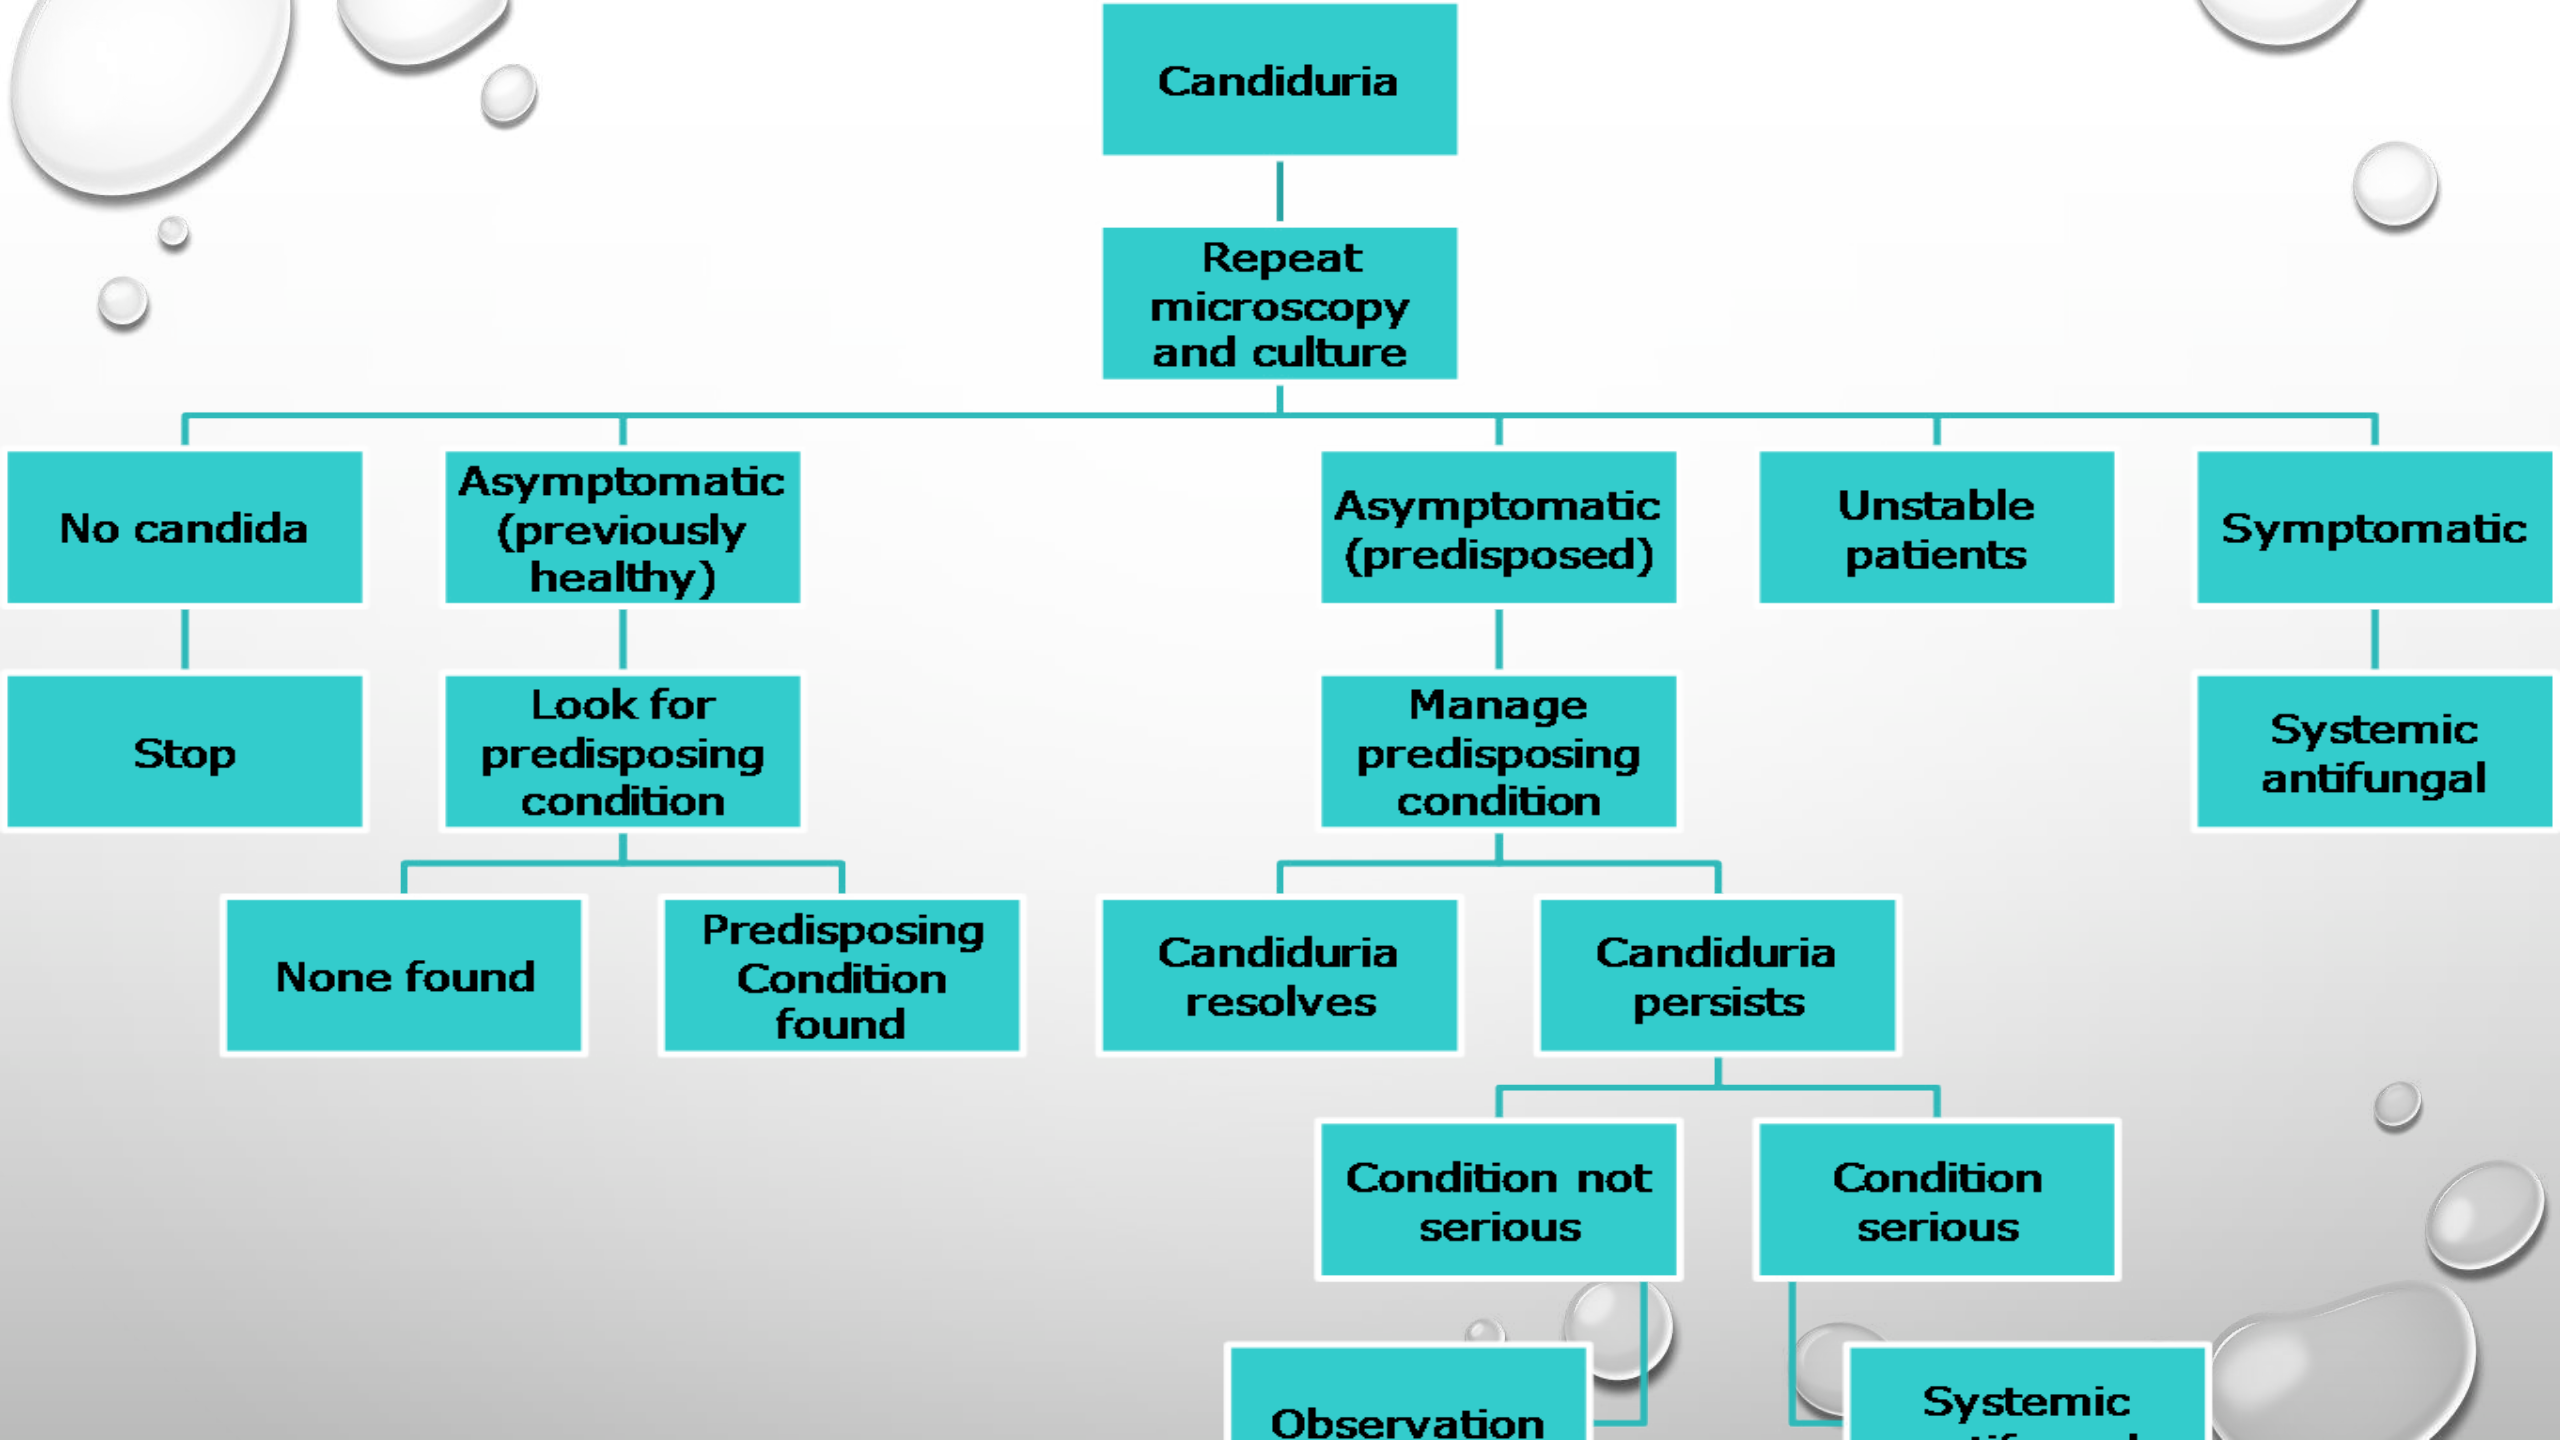 Candiduria
Repeat
microscopy
and culture
No candida
Asymptomatic
(previously
healthy)
Asymptomatic
(predisposed)
Unstable
patients
Symptomatic
Stop
Look for
predisposing
condition
Manage
predisposing
condition
Systemic
antifungal
None found
Predisposing
Condition
found
Candiduria
resolves
Candiduria
persists
Condition not
serious
Condition
serious
Observation
Systemic